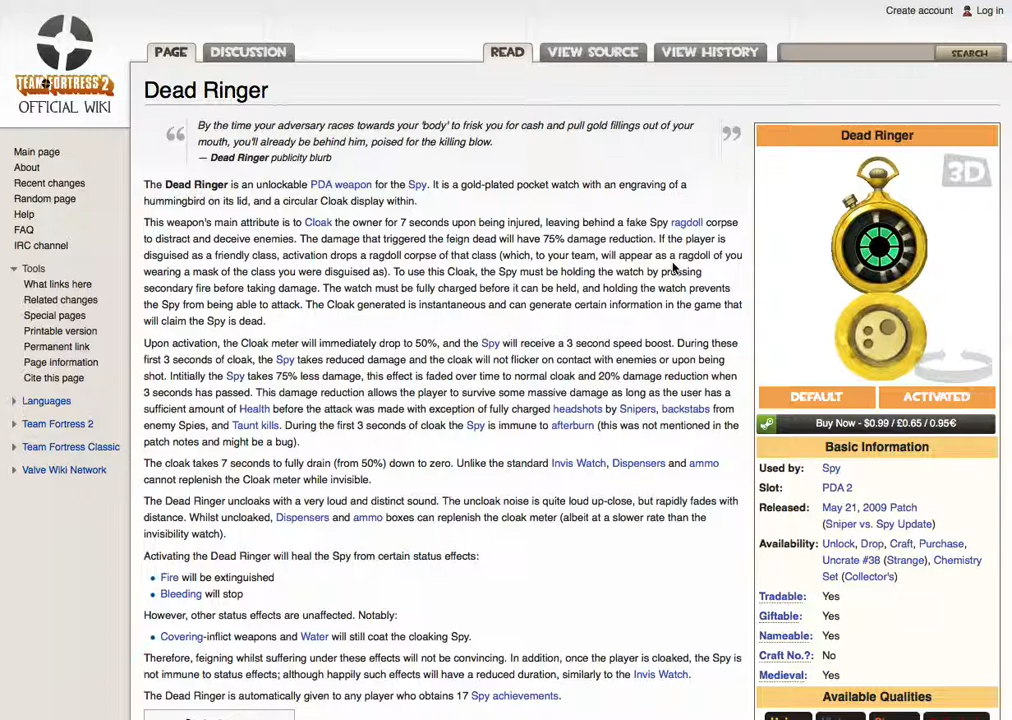 Create account Log in
PAGE DISCUSSION READ VIEW SOURCE VIEW HISTORY SEARCH
TEAM FORTRESS 2
OFFICIAL WIKI
Main page
About
Recent changes
Random page
Help
FAQ
IRC channel
Tools
What links here
Related changes
Special pages
Printable version
Permanent link
Page information
Cite this page
Languages
Team Fortress 2
Team Fortress Classic
Valve Wiki Network
Dead Ringer
“ By the time your adversary races towards your 'body' to frisk you for cash and pull gold fillings out of your ”
mouth, you'll already be behind him, poised for the killing blow.
— Dead Ringer publicity blurb
The Dead Ringer is an unlockable PDA weapon for the Spy. It is a gold-plated pocket watch with an engraving of a
hummingbird on its lid, and a circular Cloak display within.
This weapon's main attribute is to Cloak the owner for 7 seconds upon being injured, leaving behind a fake Spy ragdoll corpse
to distract and deceive enemies. The damage that triggered the feign dead will have 75% damage reduction. If the player is
disguised as a friendly class, activation drops a ragdoll corpse of that class (which, to your team, will appear as a ragdoll of you
wearing a mask of the class you were disguised as). To use this Cloak, the Spy must be holding the watch by pressing
secondary fire before taking damage. The watch must be fully charged before it can be held, and holding the watch prevents
the Spy from being able to attack. The Cloak generated is instantaneous and can generate certain information in the game that
will claim the Spy is dead.
Upon activation, the Cloak meter will immediately drop to 50%, and the Spy will receive a 3 second speed boost. During these
first 3 seconds of cloak, the Spy takes reduced damage and the cloak will not flicker on contact with enemies or upon being
shot. Intitially the Spy takes 75% less damage, this effect is faded over time to normal cloak and 20% damage reduction when
3 seconds has passed. This damage reduction allows the player to survive some massive damage as long as the user has a
sufficient amount of Health before the attack was made with exception of fully charged headshots by Snipers, backstabs from
enemy Spies, and Taunt kills. During the first 3 seconds of cloak the Spy is immune to afterburn (this was not mentioned in the
patch notes and might be a bug).
The cloak takes 7 seconds to fully drain (from 50%) down to zero. Unlike the standard Invis Watch, Dispensers and ammo
cannot replenish the Cloak meter while invisible.
The Dead Ringer uncloaks with a very loud and distinct sound. The uncloak noise is quite loud up-close, but rapidly fades with
distance. Whilst uncloaked, Dispensers and ammo boxes can replenish the cloak meter (albeit at a slower rate than the
invisibility watch).
Activating the Dead Ringer will heal the Spy from certain status effects:
• Fire will be extinguished
• Bleeding will stop
However, other status effects are unaffected. Notably:
• Covering-inflict weapons and Water will still coat the cloaking Spy.
Therefore, feigning whilst suffering under these effects will not be convincing. In addition, once the player is cloaked, the Spy is
not immune to status effects; although happily such effects will have a reduced duration, similarly to the Invis Watch.
The Dead Ringer is automatically given to any player who obtains 17 Spy achievements.
Dead Ringer
3D
DEFAULT ACTIVATED
Buy Now - $0.99 / £0.65 / 0.95€
Basic Information
Used by: Spy
Slot: PDA 2
Released: May 21, 2009 Patch
(Sniper vs. Spy Update)
Availability: Unlock, Drop, Craft, Purchase,
Uncrate #38 (Strange), Chemistry
Set (Collector's)
Tradable: Yes
Giftable: Yes
Nameable: Yes
Craft No.?: No
Medieval: Yes
Available Qualities